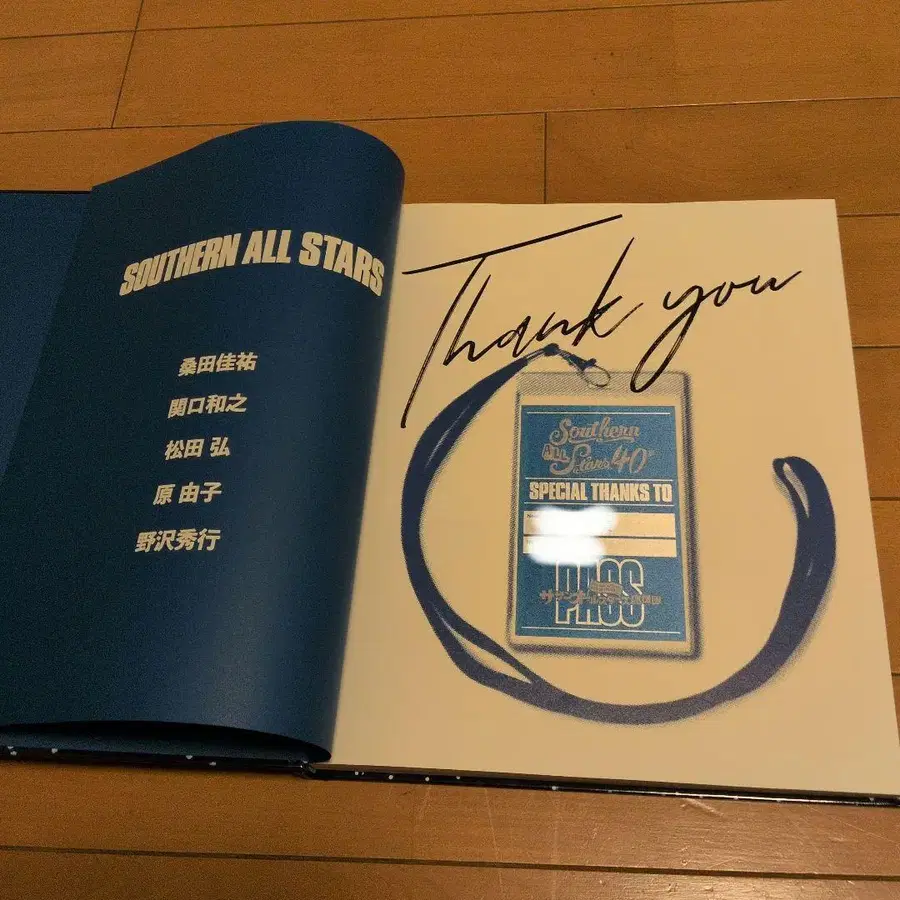 SOUTHERN ALL STARS
桑田佳祐
関口和之
松田 弘
原 由子
野沢秀行
Thank you
Southern
All
Stars 40
SPECIAL THANKS TO
PASS